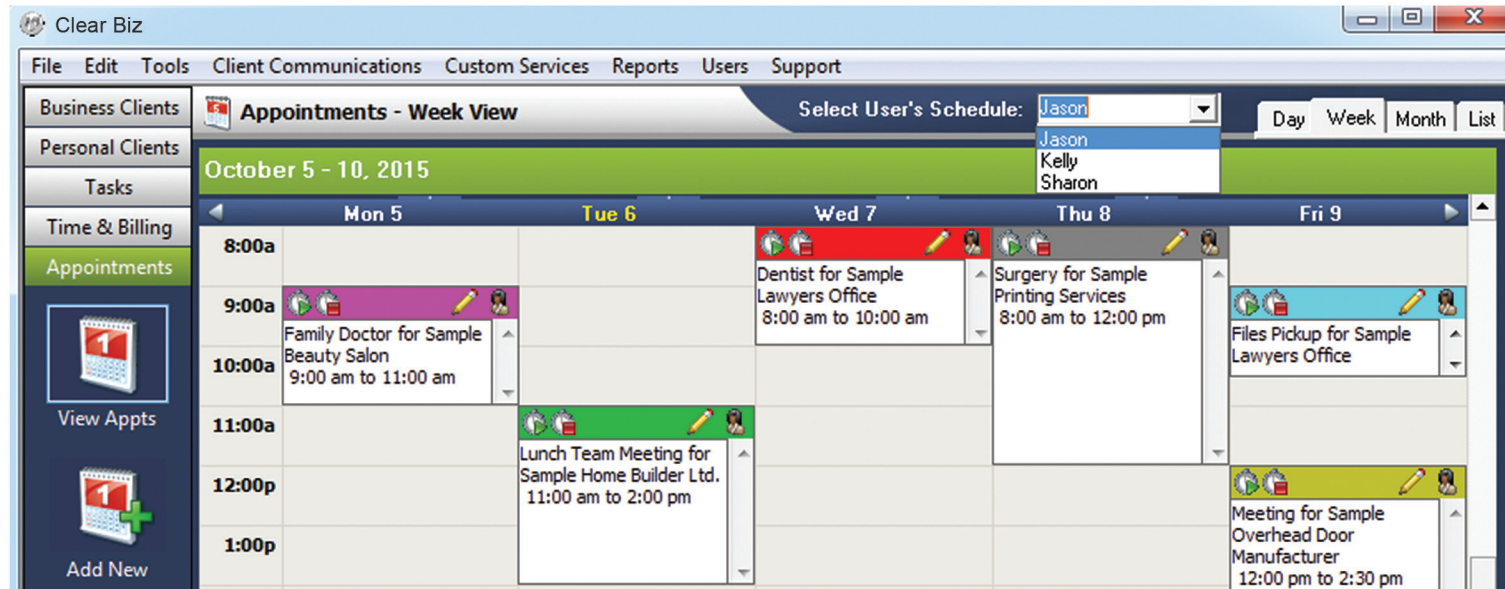 Clear Biz
File Edit Tools Client Communications Custom Services Reports Users Support
Business Clients
Appointments - Week View
Select User's Schedule:
Jason
Day Week Month List
Jason
Kelly
Sharon
Personal Clients
Tasks
Time & Billing
Appointments
View Appts
Add New
October 5 - 10, 2015
Mon 5 Tue 6 Wed 7 Thu 8 Fri 9
8:00a
9:00a
10:00a
11:00a
12:00p
1:00p
Family Doctor for Sample
Beauty Salon
9:00 am to 11:00 am
Lunch Team Meeting for
Sample Home Builder Ltd.
11:00 am to 2:00 pm
Dentist for Sample
Lawyers Office
8:00 am to 10:00 am
Surgery for Sample
Printing Services
8:00 am to 12:00 pm
Files Pickup for Sample
Lawyers Office
Meeting for Sample
Overhead Door
Manufacturer
12:00 pm to 2:30 pm
1
1
5